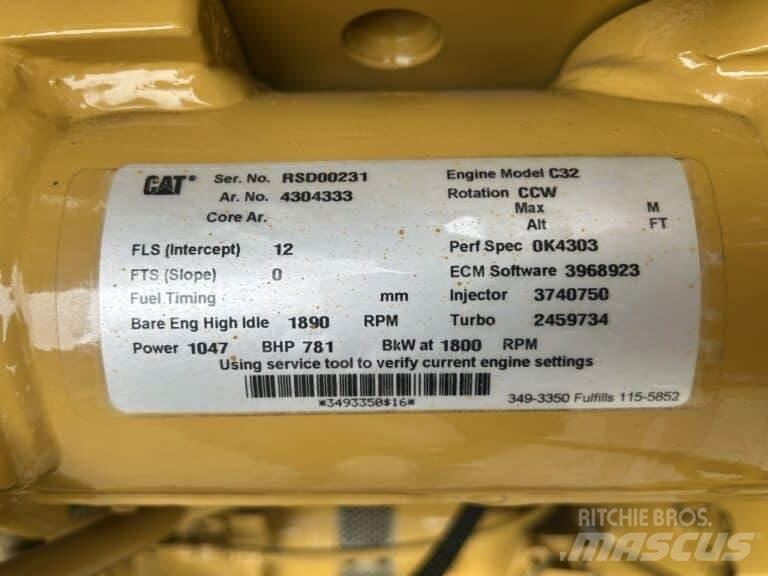 CAT® Ser. No. RSD00231 Engine Model C32
Ar. No. 4304333 Rotation CCW
Core Ar. Max M
Alt FT
FLS (Intercept) 12 Perf Spec 0K4303
FTS (Slope) 0 ECM Software 3968923
Fuel Timing mm Injector 3740750
Bare Eng High Idle 1890 RPM Turbo 2459734
Power 1047 BHP 781 BkW at 1800 RPM
Using service tool to verify current engine settings
*3493350$16* 349-3350 Fulfills 115-5852
RITCHIE BROS.
MASCUS